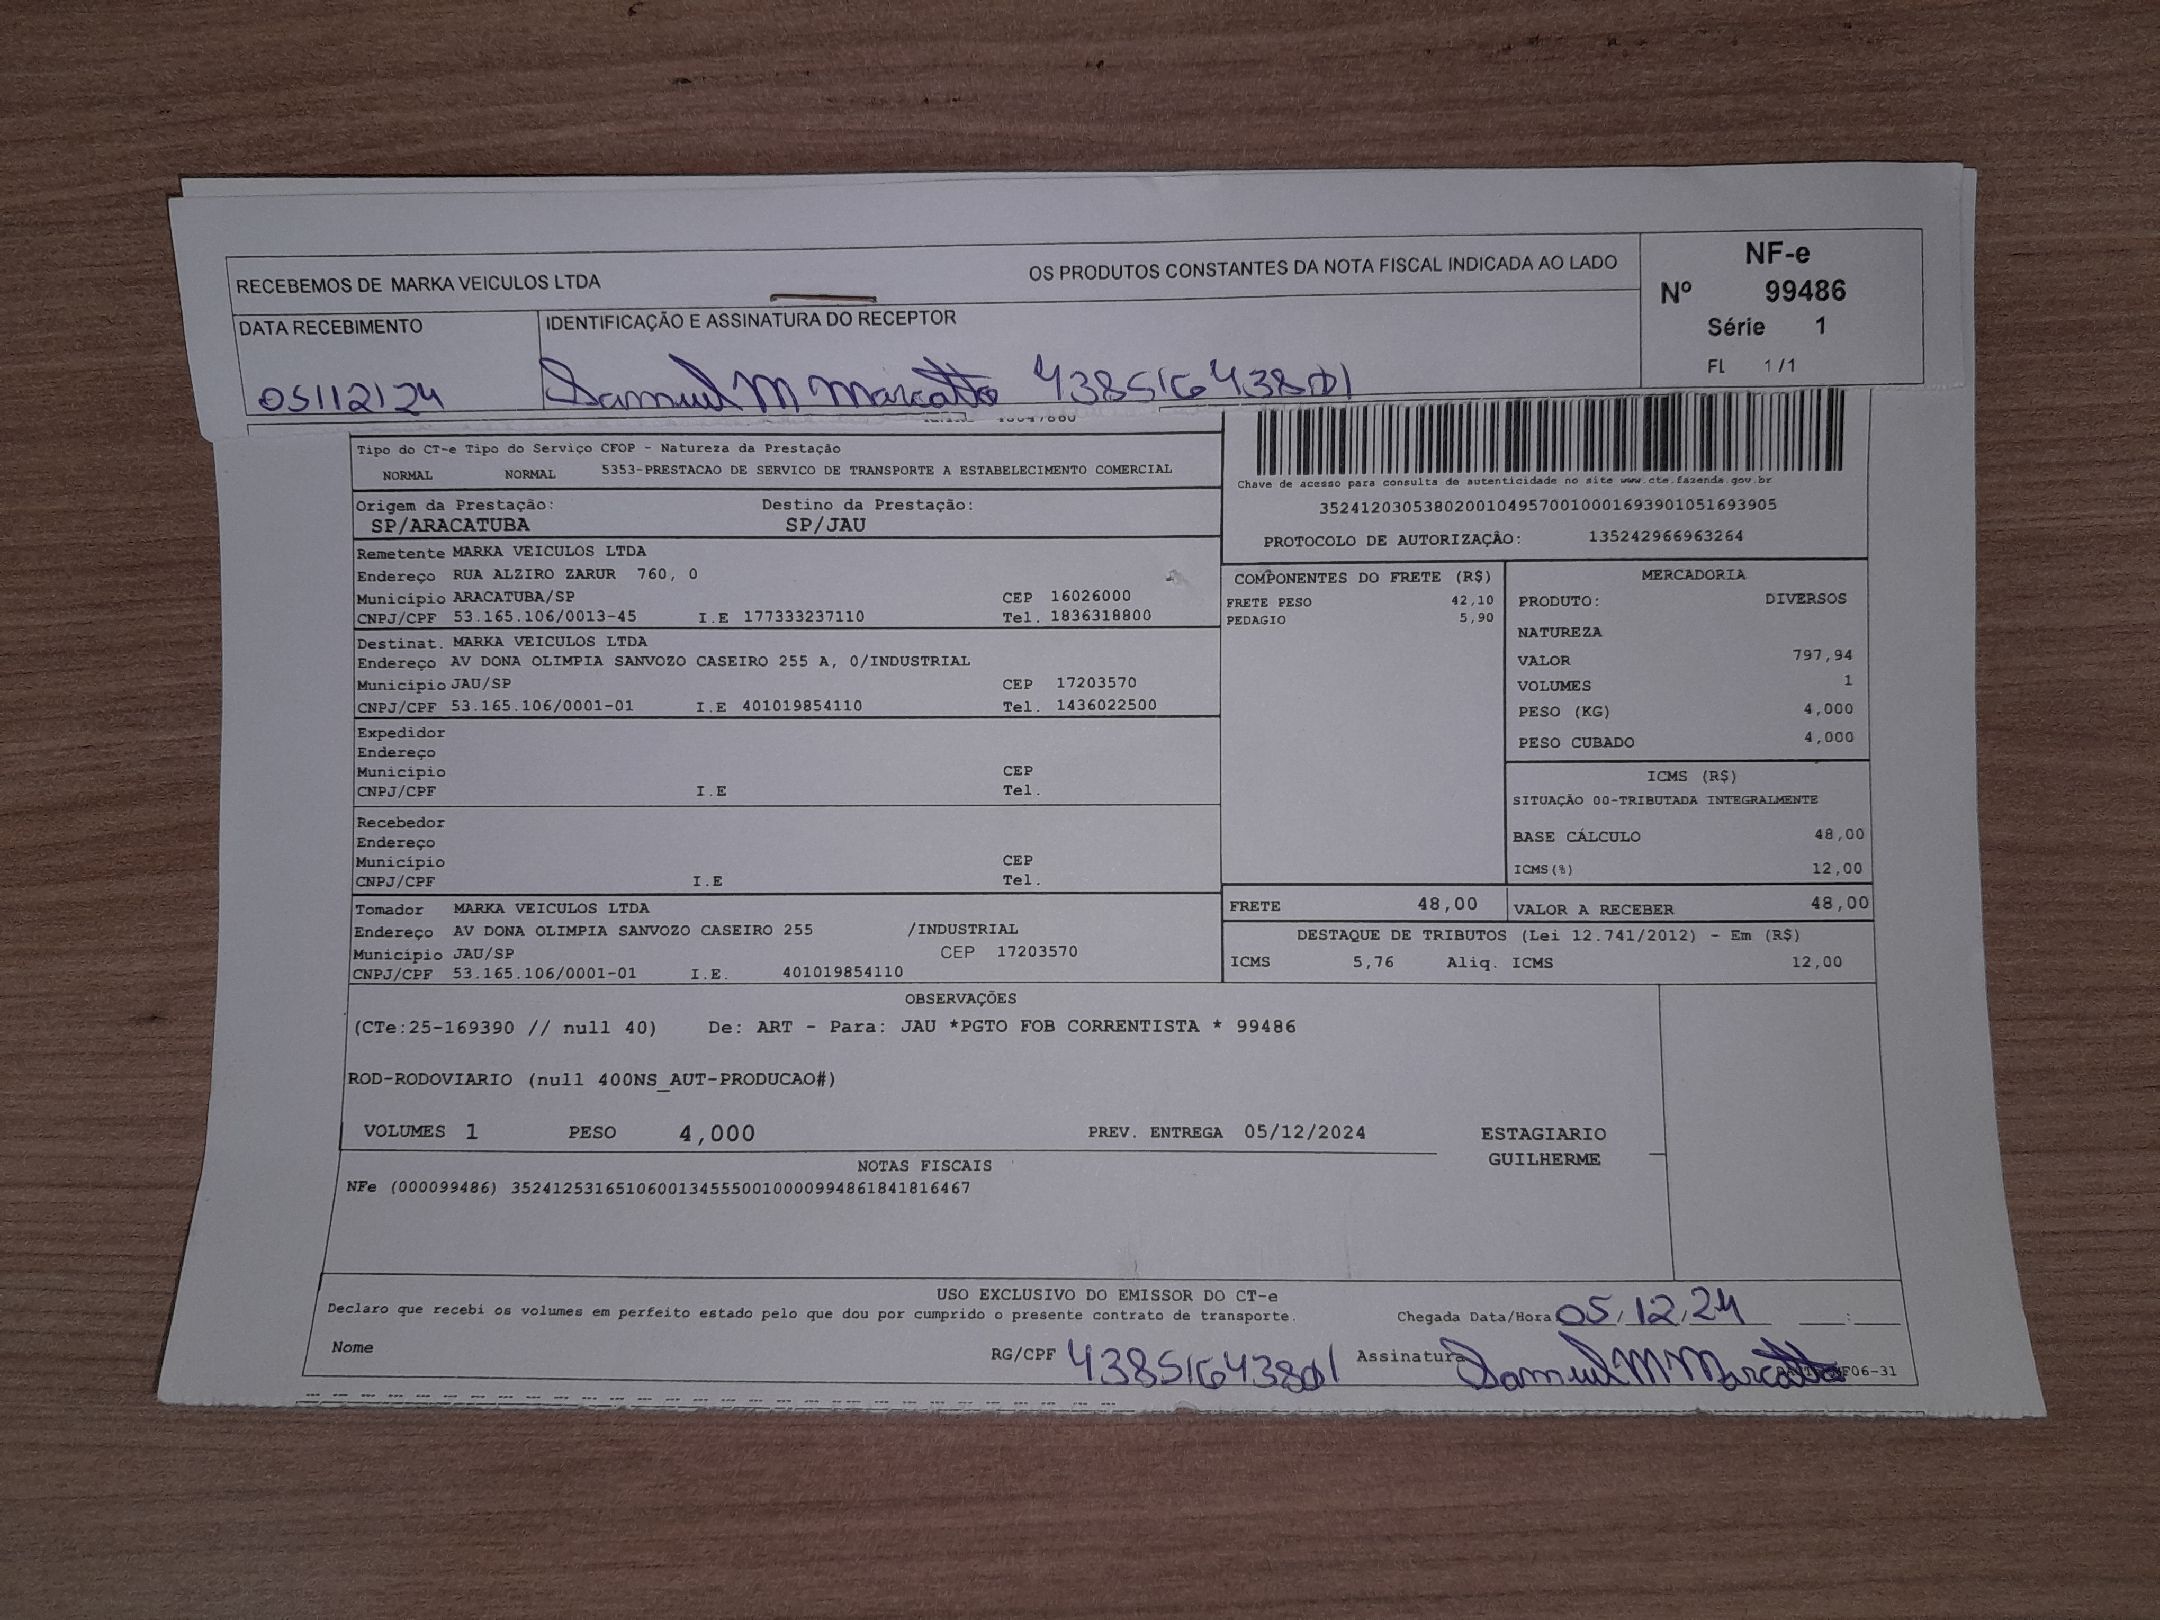 RECEBEMOS DE MARKA VEICULOS LTDA OS PRODUTOS CONSTANTES DA NOTA FISCAL INDICADA AO LADO
NF-e
Nº 99486
Série 1
FL 1/1
DATA RECEBIMENTO IDENTIFICAÇÃO E ASSINATURA DO RECEPTOR
05/12/24 Samuel M Marcatto 43851643801
Tipo do CT-e Tipo do Serviço CFOP - Natureza da Prestação
NORMAL NORMAL 5353-PRESTACAO DE SERVICO DE TRANSPORTE A ESTABELECIMENTO COMERCIAL
Chave de acesso para consulta de autenticidade no site www.cte.fazenda.gov.br
35241203053802001049570010001693901051693905
PROTOCOLO DE AUTORIZAÇÃO: 135242966963264
Origem da Prestação: Destino da Prestação:
SP/ARACATUBA SP/JAU
Remetente MARKA VEICULOS LTDA
Endereço RUA ALZIRO ZARUR 760, 0
Município ARACATUBA/SP CEP 16026000
CNPJ/CPF 53.165.106/0013-45 I.E 177333237110 Tel. 1836318800
Destinat. MARKA VEICULOS LTDA
Endereço AV DONA OLIMPIA SANVOZO CASEIRO 255 A, 0/INDUSTRIAL
Município JAU/SP CEP 17203570
CNPJ/CPF 53.165.106/0001-01 I.E 401019854110 Tel. 1436022500
Expedidor
Endereço
Município CEP
CNPJ/CPF I.E Tel.
Recebedor
Endereço
Município CEP
CNPJ/CPF I.E Tel.
Tomador MARKA VEICULOS LTDA
Endereço AV DONA OLIMPIA SANVOZO CASEIRO 255 /INDUSTRIAL
Município JAU/SP CEP 17203570
CNPJ/CPF 53.165.106/0001-01 I.E. 401019854110
COMPONENTES DO FRETE (R$)
FRETE PESO 42,10
PEDAGIO 5,90
MERCADORIA
PRODUTO: DIVERSOS
NATUREZA
VALOR 797,94
VOLUMES 1
PESO (KG) 4,000
PESO CUBADO 4,000
ICMS (R$)
SITUAÇÃO 00-TRIBUTADA INTEGRALMENTE
BASE CÁLCULO 48,00
ICMS(%) 12,00
FRETE 48,00 VALOR A RECEBER 48,00
DESTAQUE DE TRIBUTOS (Lei 12.741/2012) - Em (R$)
ICMS 5,76 Aliq. ICMS 12,00
OBSERVAÇÕES
(CTe:25-169390 // null 40) De: ART - Para: JAU *PGTO FOB CORRENTISTA * 99486
ROD-RODOVIARIO (null 400NS_AUT-PRODUCAO#)
VOLUMES 1 PESO 4,000 PREV. ENTREGA 05/12/2024 ESTAGIARIO
GUILHERME
NOTAS FISCAIS
NFe (000099486) 35241253165106001345550010000994861841816467
USO EXCLUSIVO DO EMISSOR DO CT-e
Declaro que recebi os volumes em perfeito estado pelo que dou por cumprido o presente contrato de transporte. Chegada Data/Hora 05/12/24 :
Nome RG/CPF 43851643801 Assinatura Samuel M Marcatto F06-31